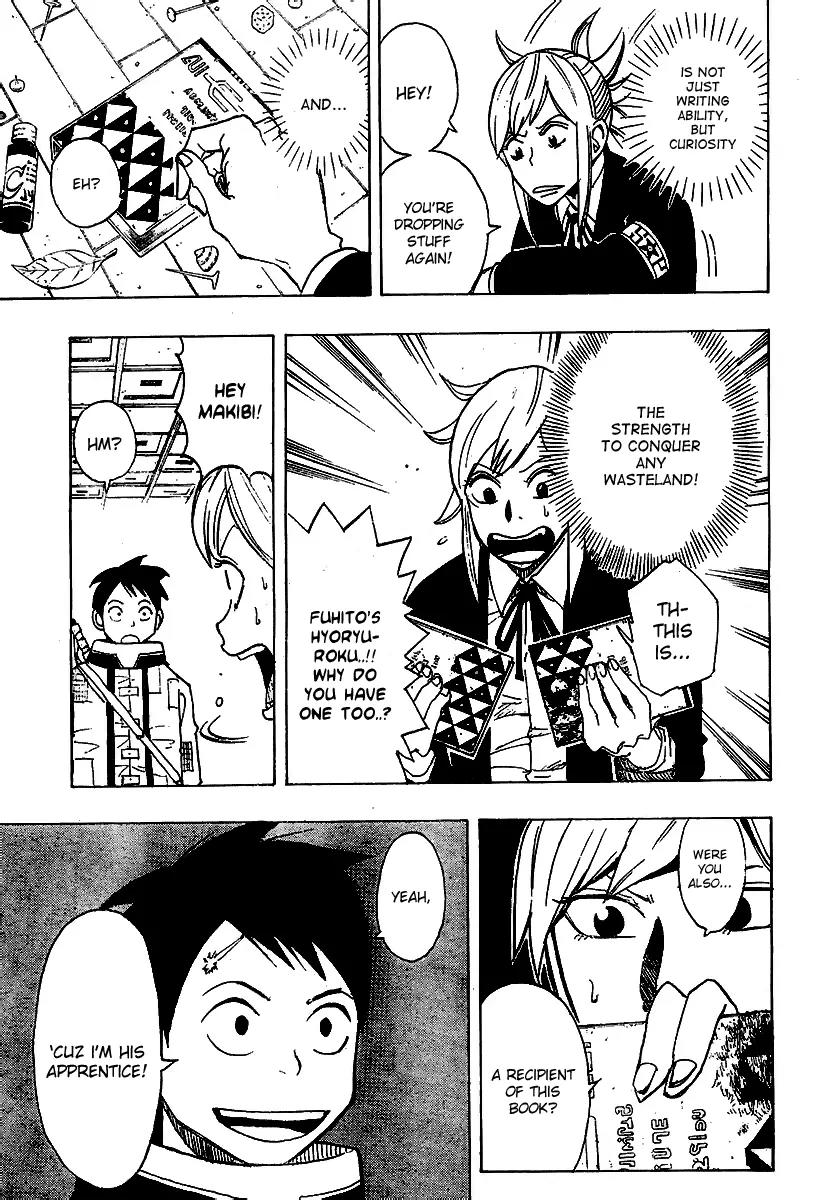 IS NOT
JUST
WRITING
ABILITY,
BUT
CURIOSITY
HEY!
YOU'RE
DROPPING
STUFF
AGAIN!
AND...
EH?
C
THE
STRENGTH
TO CONQUER
ANY
WASTELAND!
TH-
THIS
IS...
FUHITO'S
HYORYU-
ROKU..!!
WHY DO
YOU HAVE
ONE TOO..?
HEY
MAKIBI!
HM?
WERE
YOU
ALSO...
A RECIPIENT
OF THIS
BOOK?
YEAH,
'CUZ I'M HIS
APPRENTICE!